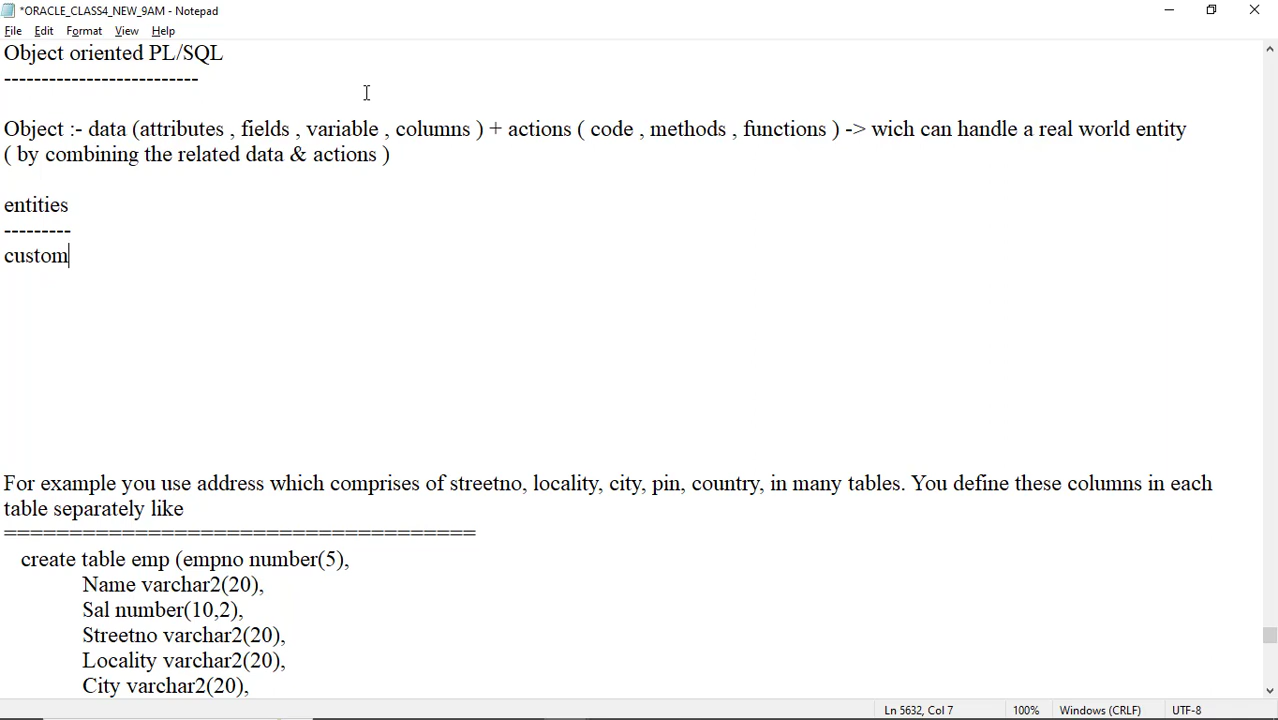 *ORACLE_CLASS4_NEW_9AM - Notepad
File Edit Format View Help
Object oriented PL/SQL
--------------------------
Object :- data (attributes , fields , variable , columns ) + actions ( code , methods , functions ) -> wich can handle a real world entity
( by combining the related data & actions )
entities
---------
custom
For example you use address which comprises of streetno, locality, city, pin, country, in many tables. You define these columns in each
table separately like
====================================
create table emp (empno number(5),
Name varchar2(20),
Sal number(10,2),
Streetno varchar2(20),
Locality varchar2(20),
City varchar2(20),
Ln 5632, Col 7 100% Windows (CRLF) UTF-8